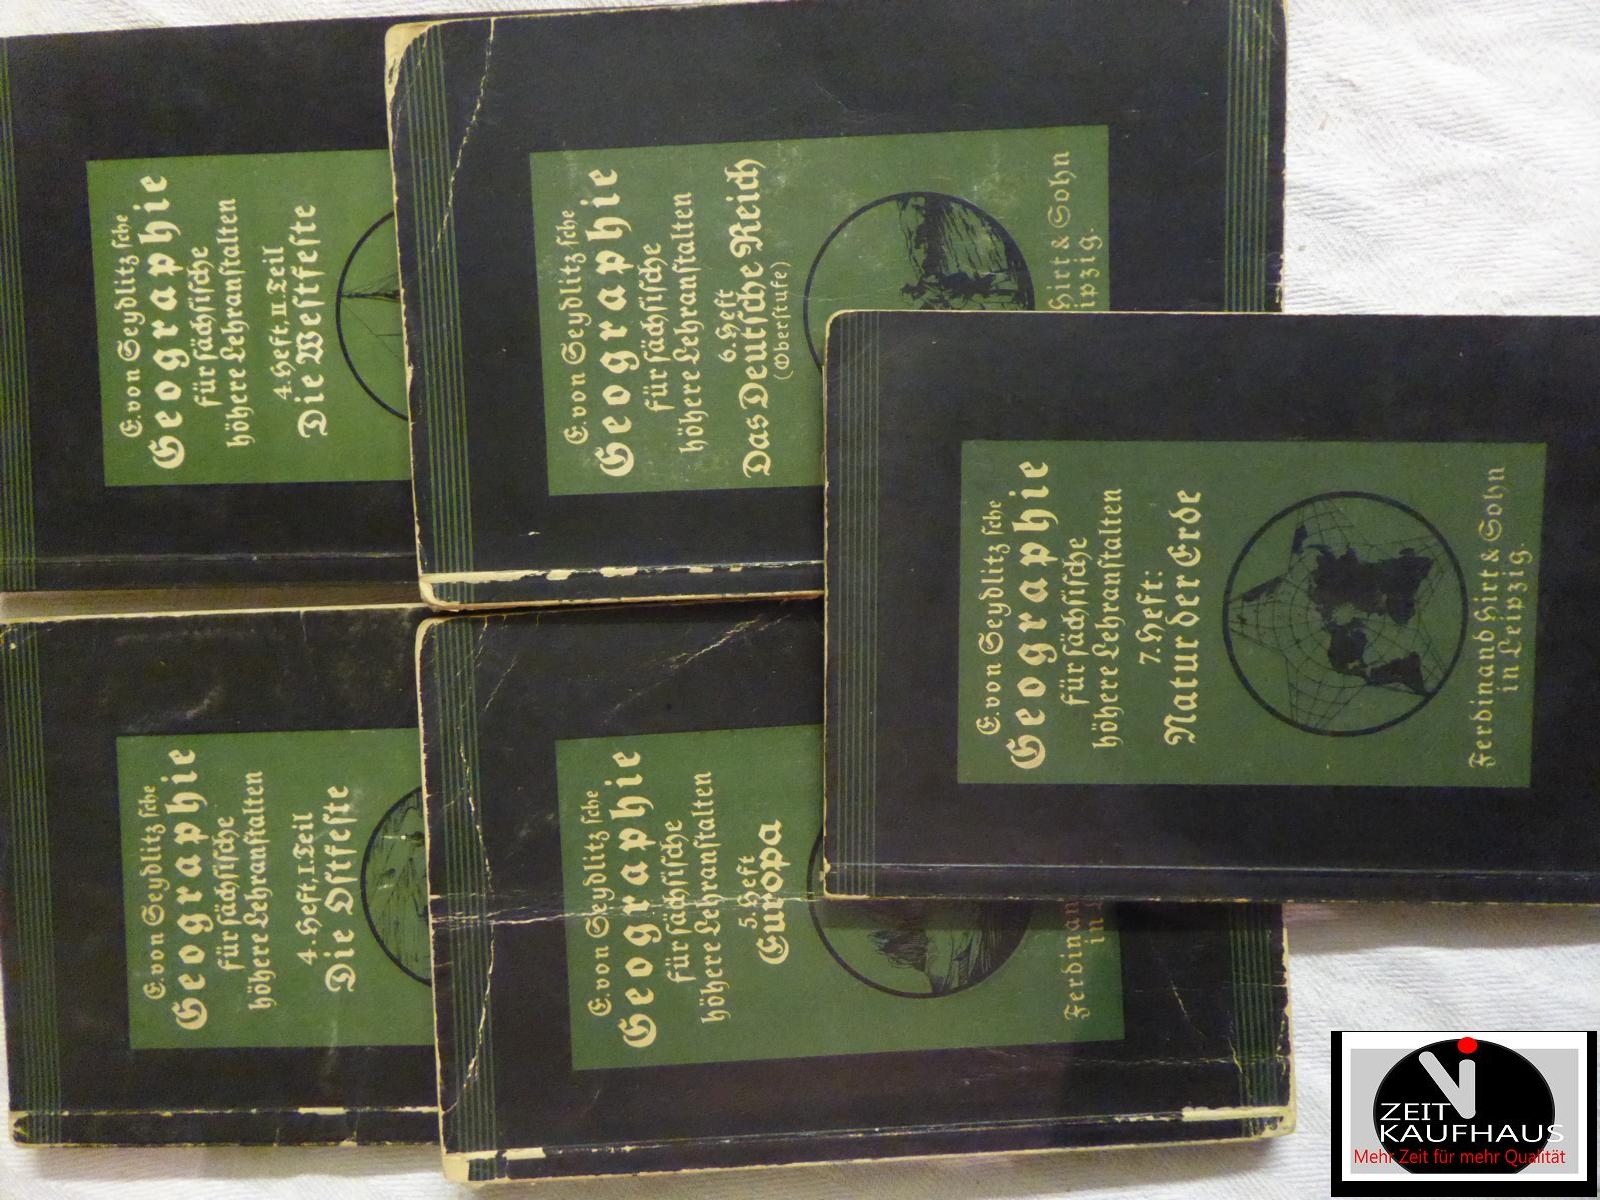 E. von Seydlitz'sche
Geographie
für sächsische
höhere Lehranstalten
4. Heft, II. Teil
Die Westfeste
E. von Seydlitz'sche
Geographie
für sächsische
höhere Lehranstalten
6. Heft
Das Deutsche Reich
(Oberstufe)
Hirt & Sohn
E. von Seydlitz'sche
Geographie
für sächsische
höhere Lehranstalten
4. Heft, I. Teil
Die Ostfeste
E. von Seydlitz'sche
Geographie
für sächsische
höhere Lehranstalten
5. Heft
Europa
Ferdinan
in
E. von Seydlitz'sche
Geographie
für sächsische
höhere Lehranstalten
7. Heft:
Natur der Erde
Ferdinand Hirt & Sohn
in Leipzig.
ZEIT
KAUFHAUS
Mehr Zeit für mehr Qualität